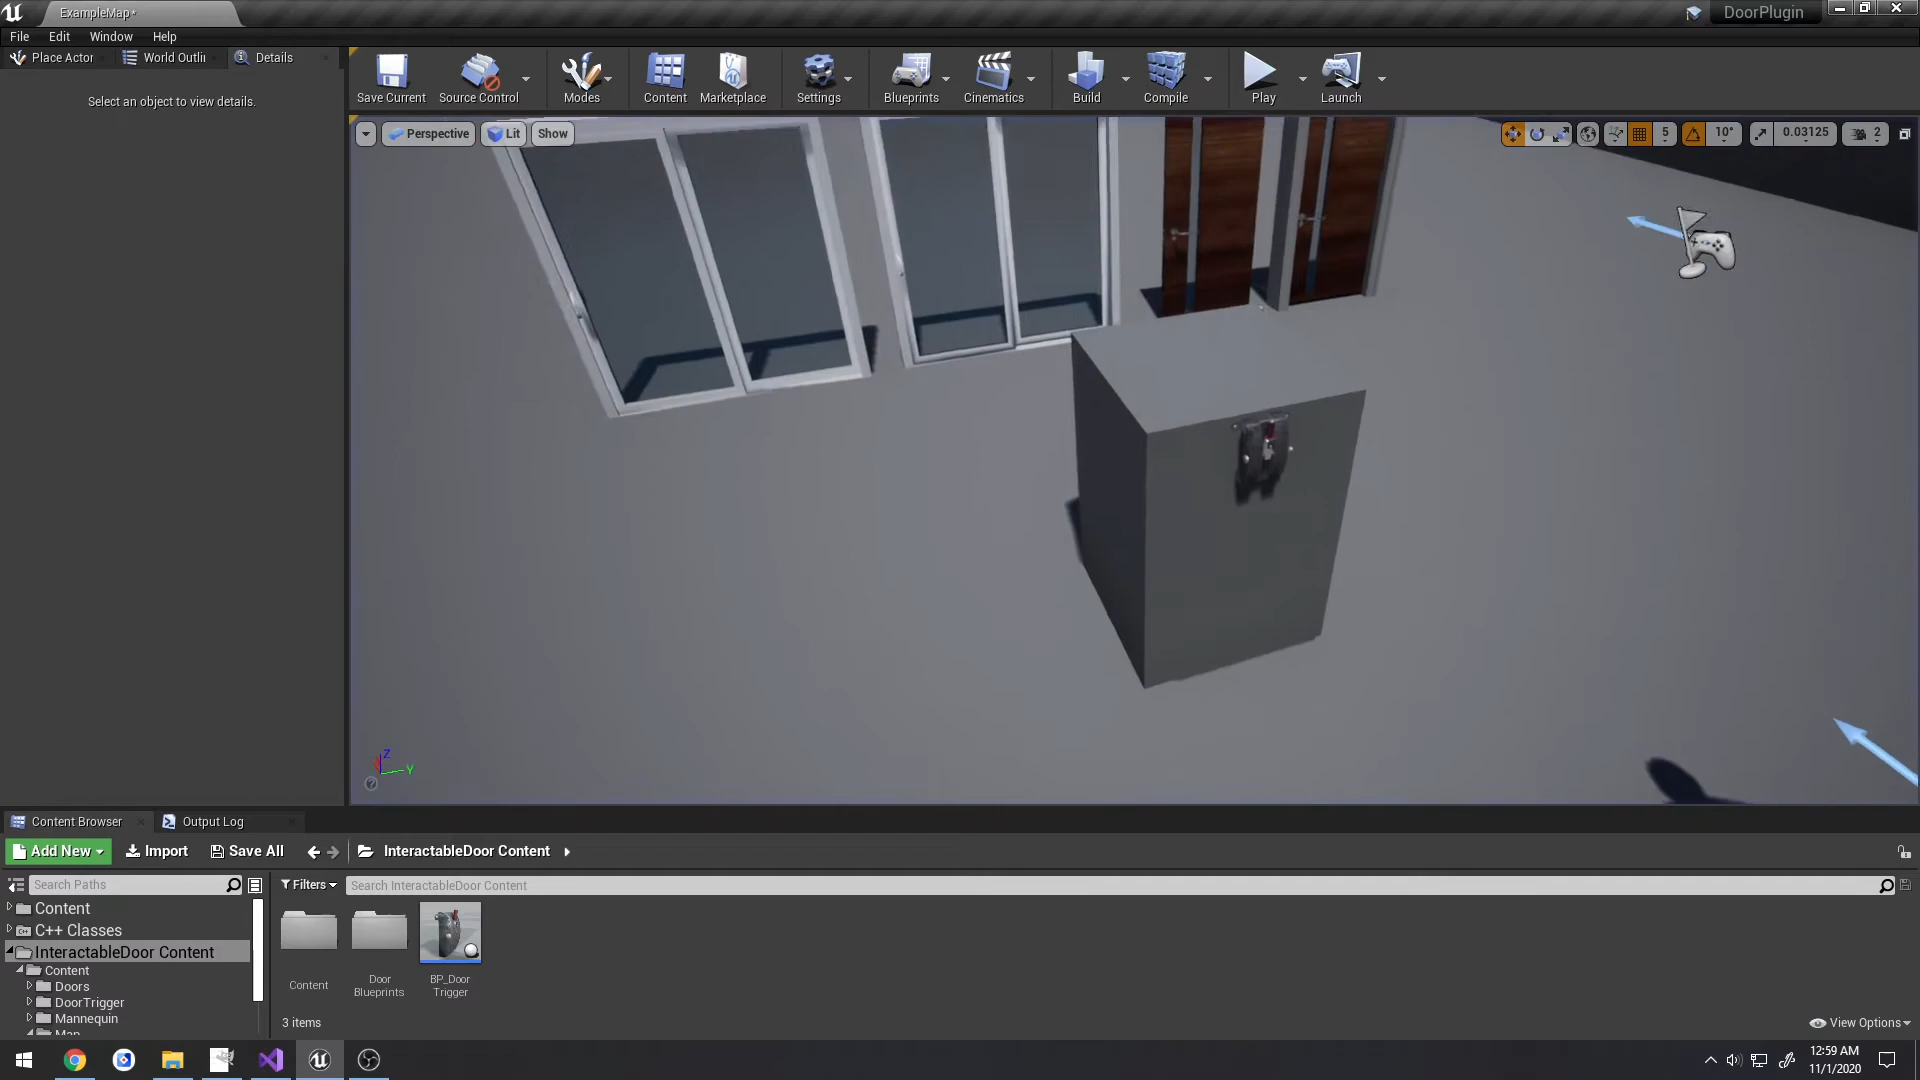 ExampleMap*
DoorPlugin
File Edit Window Help
Place Actor World Outli Details
Select an object to view details.
Save Current Source Control Modes Content Marketplace Settings Blueprints Cinematics Build Compile Play Launch
Perspective Lit Show
5 10° 0.03125 2
Z
Y
Content Browser Output Log
Add New Import Save All InteractableDoor Content
Search Paths
Filters Search InteractableDoor Content
Content
C++ Classes
InteractableDoor Content
Content
Doors
DoorTrigger
Mannequin
Map
Content
Door
Blueprints
BP_Door
Trigger
3 items
View Options
12:59 AM
11/1/2020